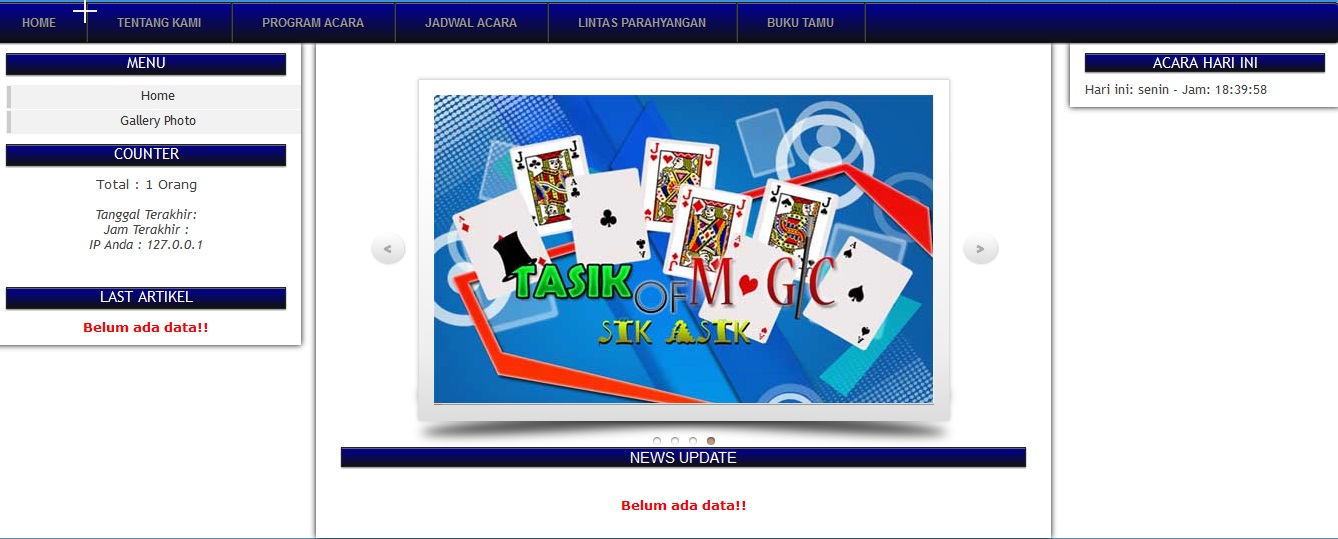 HOME
TENTANG KAMI
PROGRAM ACARA
JADWAL ACARA
LINTAS PARAHYANGAN
BUKU TAMU
MENU
Home
Gallery Photo
COUNTER
Total : 1 Orang
Tanggal Terakhir:
Jam Terakhir :
IP Anda : 127.0.0.1
LAST ARTIKEL
Belum ada data!!
<
J
J
J
J
A
A
J
J
J
A
A
A
A
TASIK OF MAGIC
SIK ASIK
>
NEWS UPDATE
Belum ada data!!
ACARA HARI INI
Hari ini: senin - Jam: 18:39:58